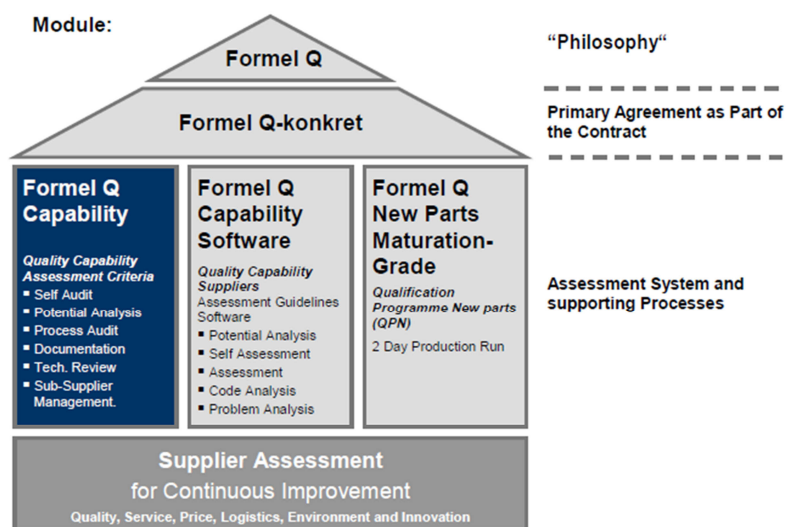 Module:
Formel Q
"Philosophy"
Formel Q-konkret
Primary Agreement as Part of
the Contract
Formel Q
Capability
Quality Capability
Assessment Criteria
▪ Self Audit
▪ Potential Analysis
▪ Process Audit
▪ Documentation
▪ Tech. Review
▪ Sub-Supplier
Management.
Formel Q
Capability
Software
Quality Capability
Suppliers
Assessment Guidelines
Software
▪ Potential Analysis
▪ Self Assessment
▪ Assessment
▪ Code Analysis
▪ Problem Analysis
Formel Q
New Parts
Maturation-
Grade
Qualification
Programme New parts
(QPN)
2 Day Production Run
Assessment System and
supporting Processes
Supplier Assessment
for Continuous Improvement
Quality, Service, Price, Logistics, Environment and Innovation